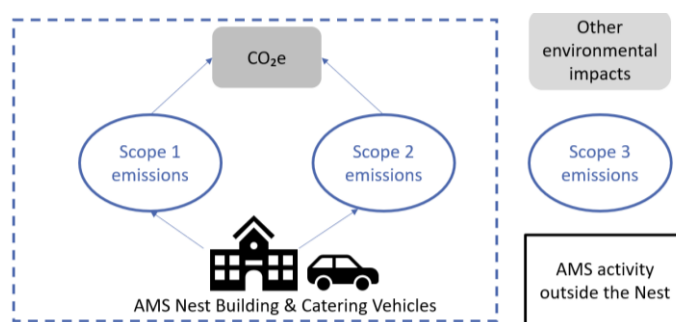 CO₂e
Other
environmental
impacts
Scope 1
emissions
Scope 2
emissions
Scope 3
emissions
AMS Nest Building & Catering Vehicles
AMS activity
outside the Nest